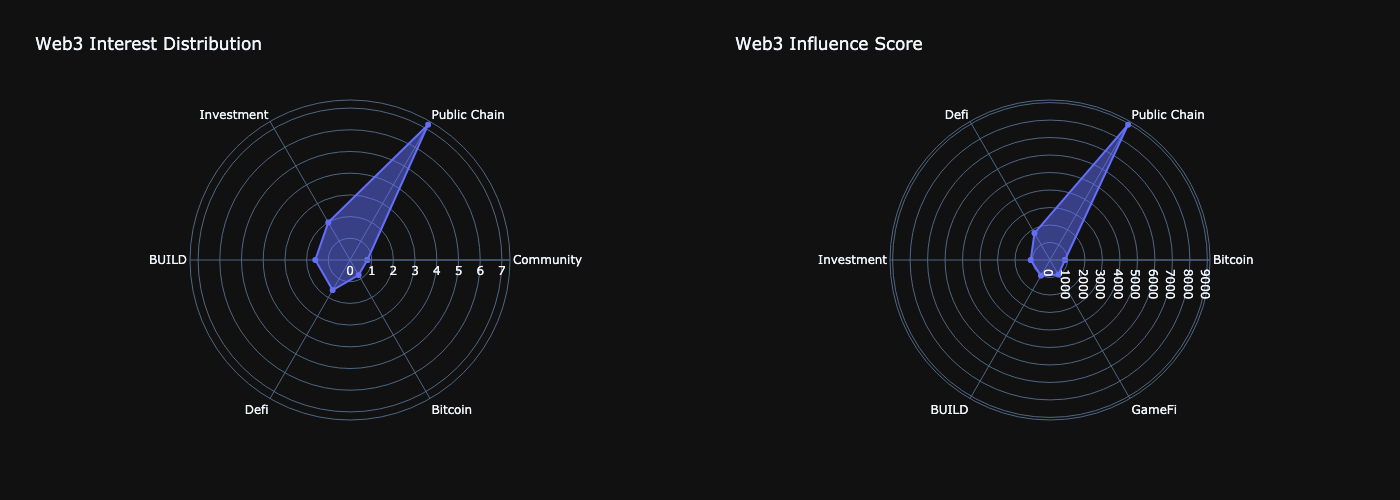 Web3 Interest Distribution
Investment
Public Chain
BUILD
0 1 2 3 4 5 6 7
Community
Defi
Bitcoin
Web3 Influence Score
Defi
Public Chain
Investment
0 1000 2000 3000 4000 5000 6000 7000 8000 9000
Bitcoin
BUILD
GameFi